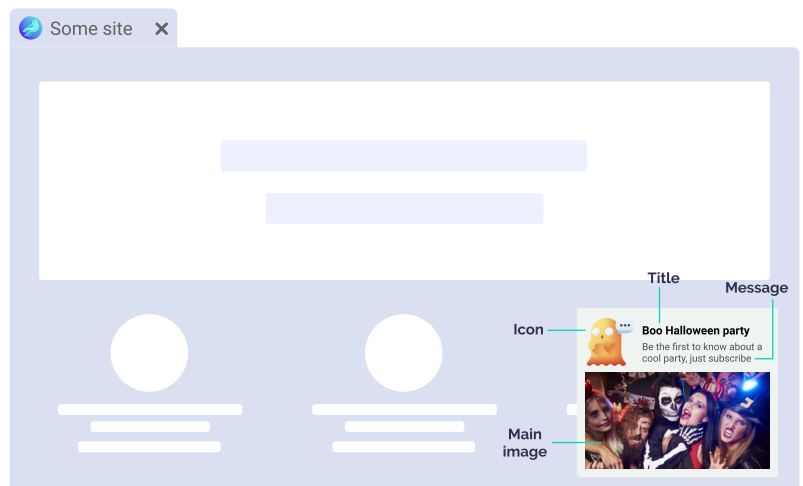 Some site
Title
Message
Icon
Boo Halloween party
Be the first to know about a
cool party, just subscribe
Main
image